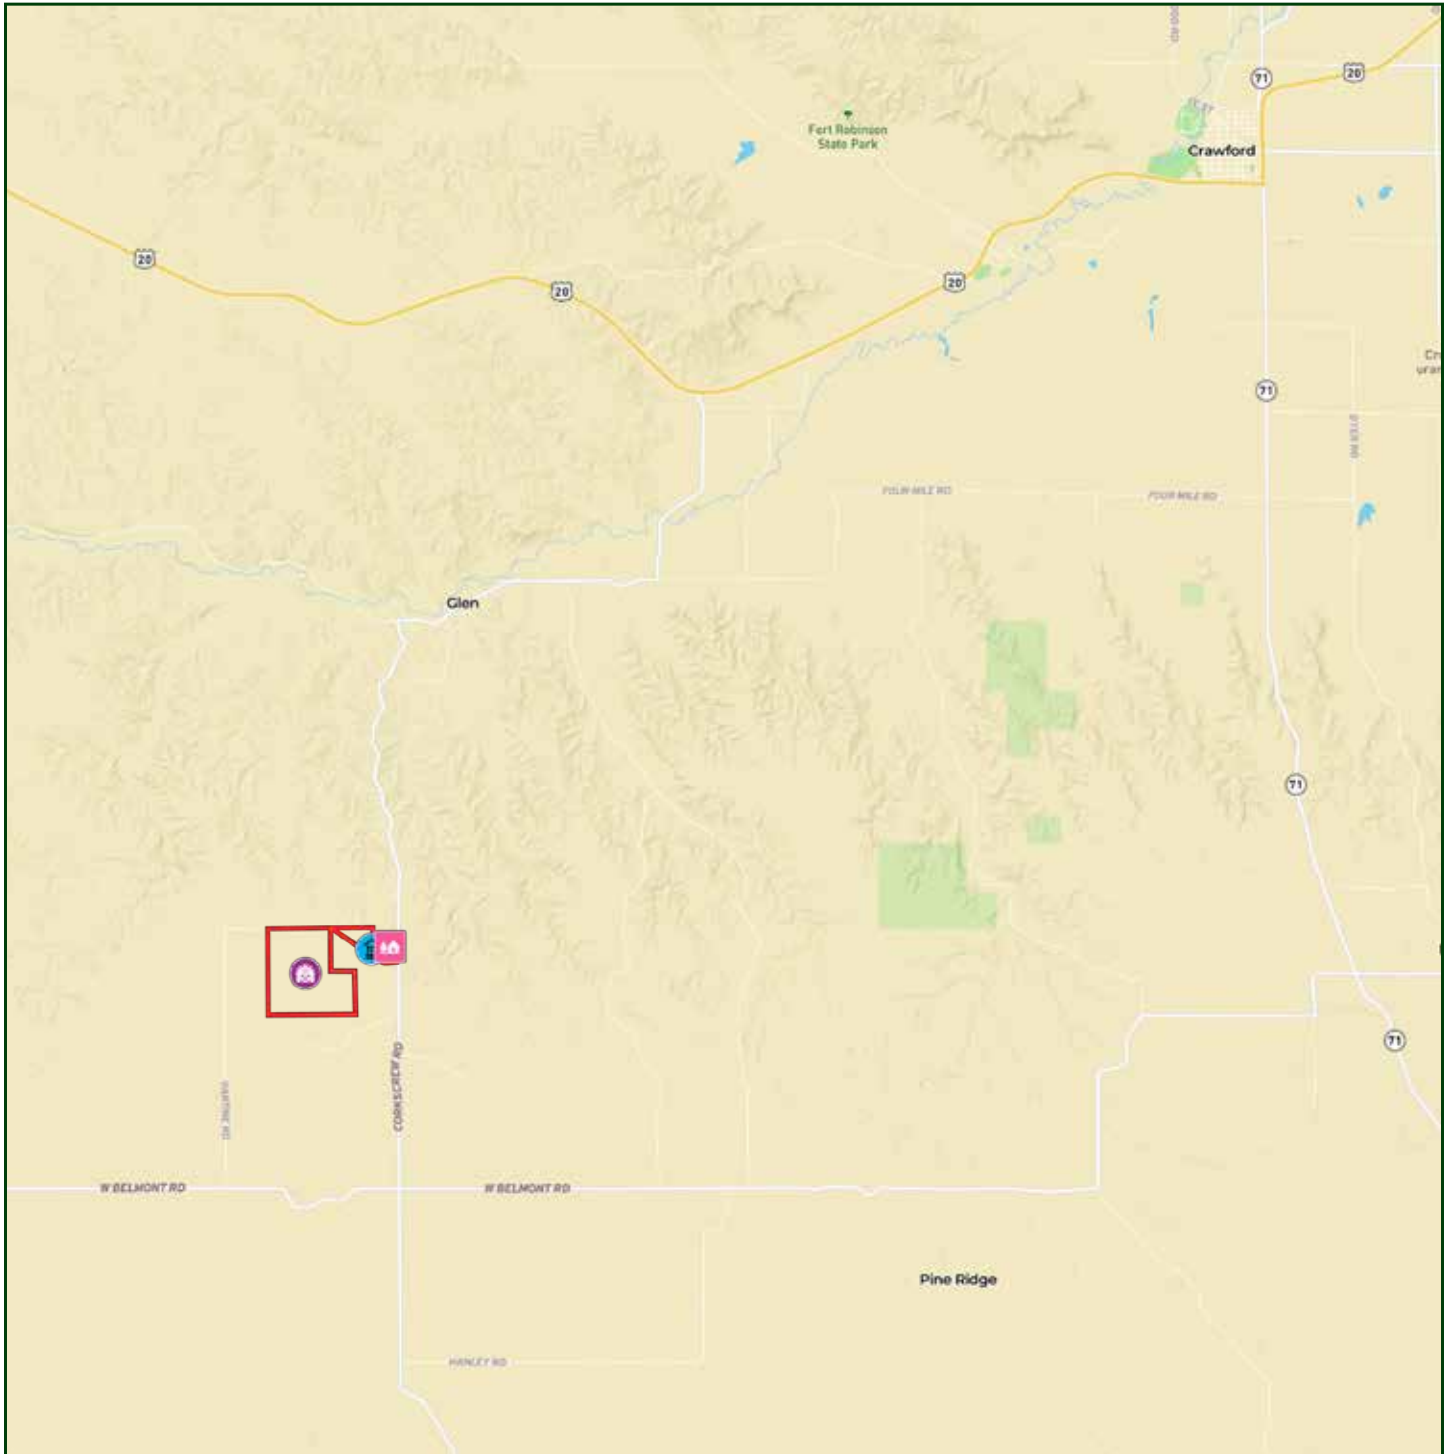 71
20
Fort Robinson
State Park
Crawford
20
20
20
71
FOUR MILE RD
FOUR MILE RD
Glen
71
71
CORKSCREW RD
W BELMONT RD
W BELMONT RD
Pine Ridge
HANLEY RD